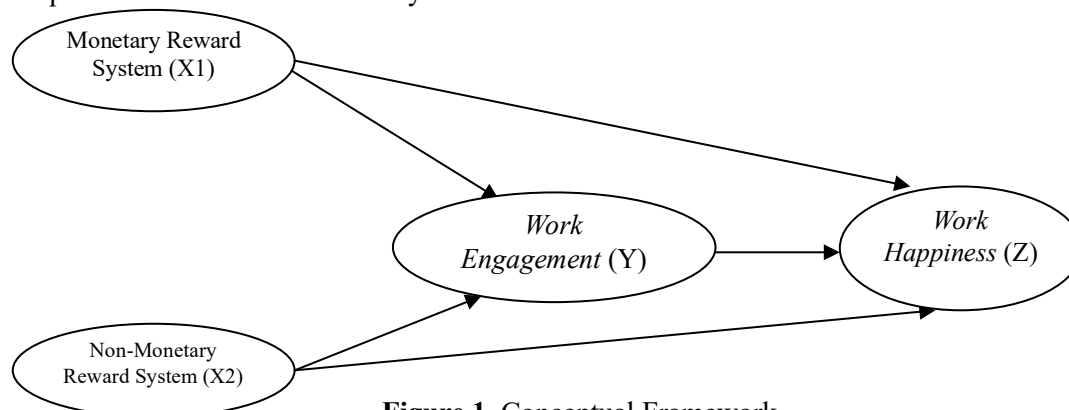 Monetary Reward
System (X1)
Work
Engagement (Y)
Work
Happiness (Z)
Non-Monetary
Reward System (X2)
Figure 1. Conceptual Framework